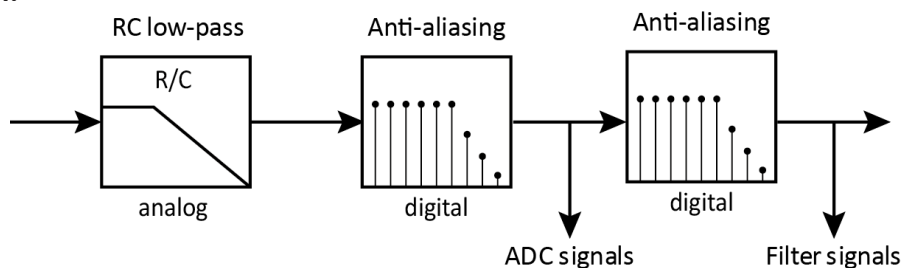 RC low-pass
Anti-aliasing
Anti-aliasing
R/C
analog
digital
digital
ADC signals
Filter signals